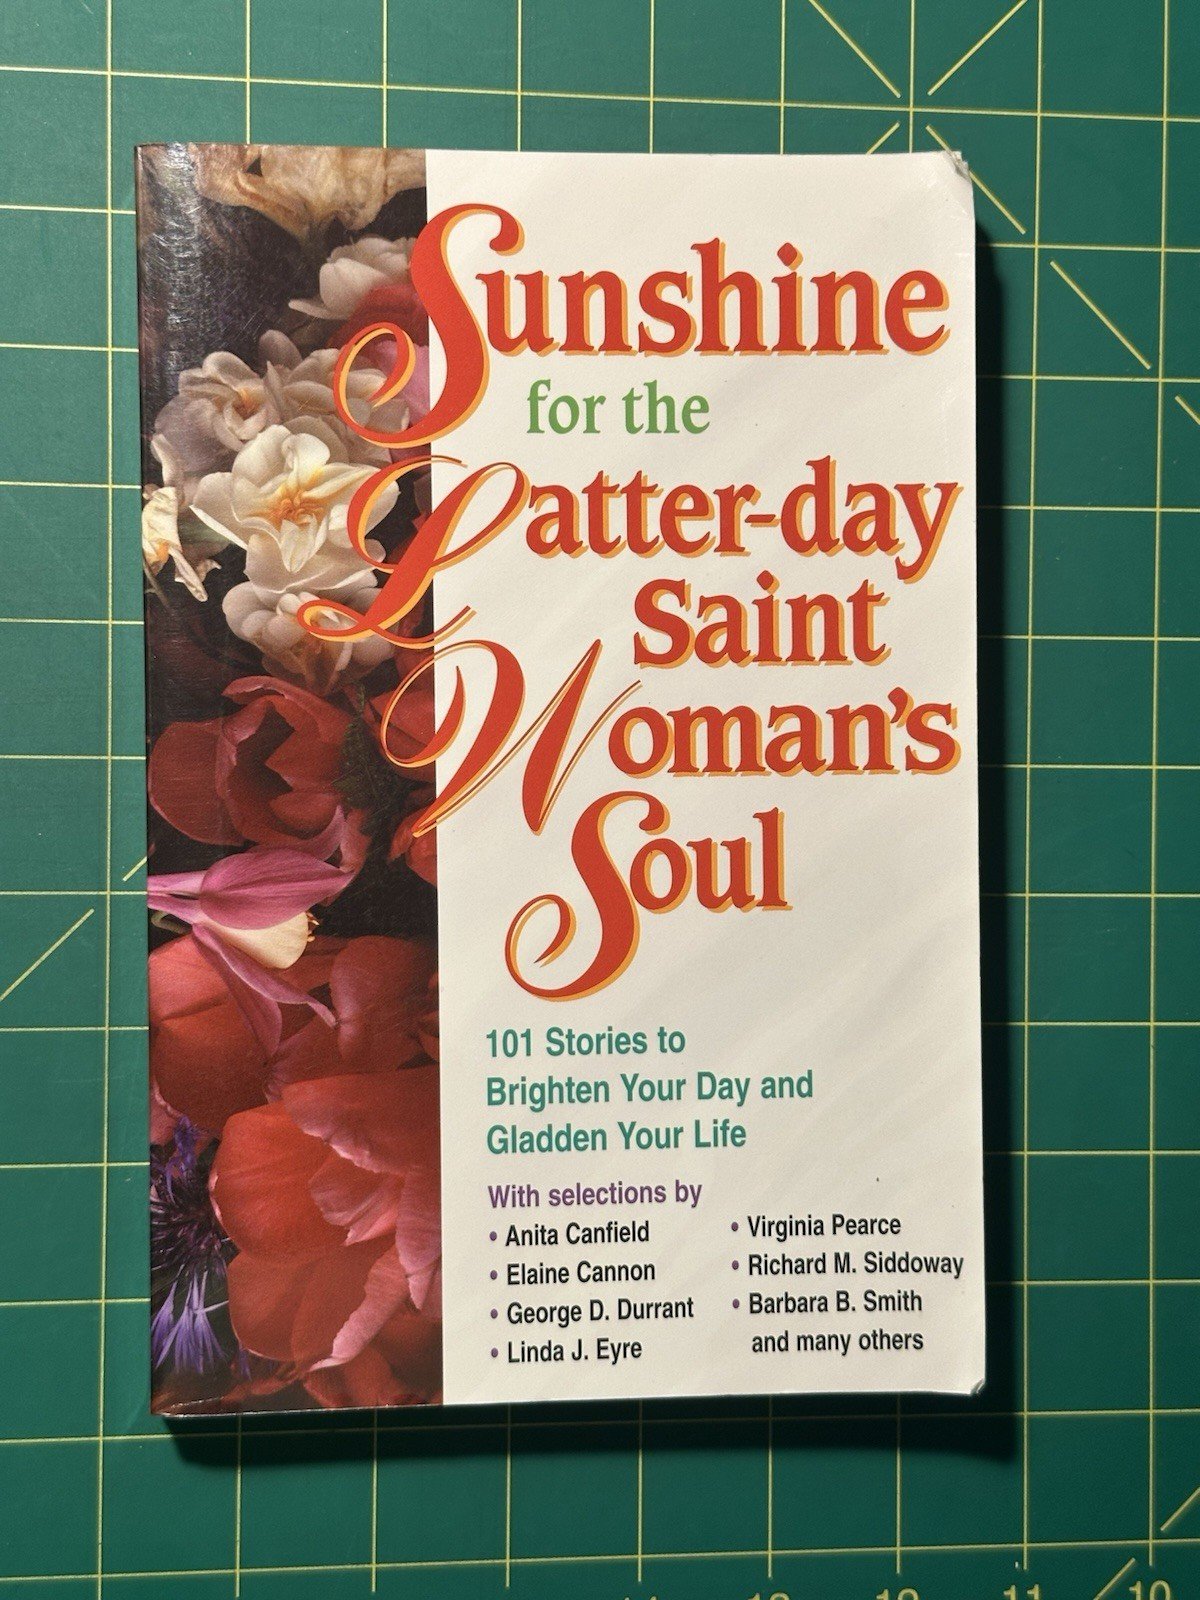 Sunshine
for the
Latter-day
Saint
Woman's
Soul
101 Stories to
Brighten Your Day and
Gladden Your Life
With selections by
• Anita Canfield
• Elaine Cannon
• George D. Durrant
• Linda J. Eyre
• Virginia Pearce
• Richard M. Siddoway
• Barbara B. Smith
and many others
11 10